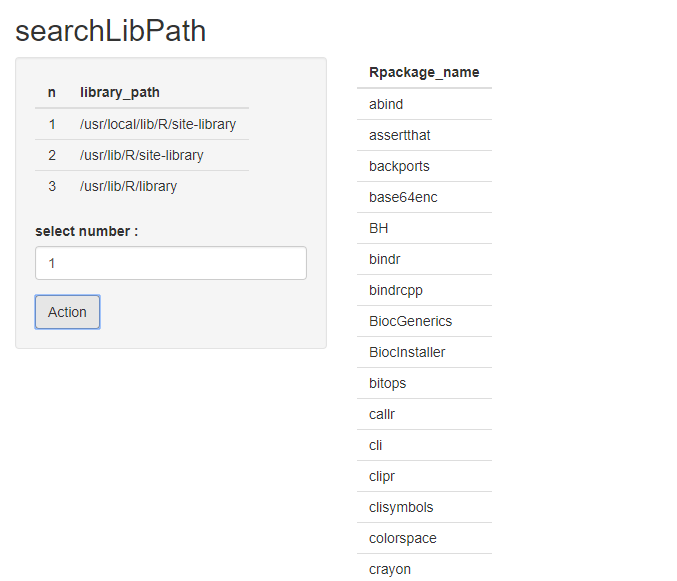 searchLibPath
n library_path
1 /usr/local/lib/R/site-library
2 /usr/lib/R/site-library
3 /usr/lib/R/library
select number :
1
Action
Rpackage_name
abind
assertthat
backports
base64enc
BH
bindr
bindrcpp
BiocGenerics
BiocInstaller
bitops
callr
cli
clipr
clisymbols
colorspace
crayon